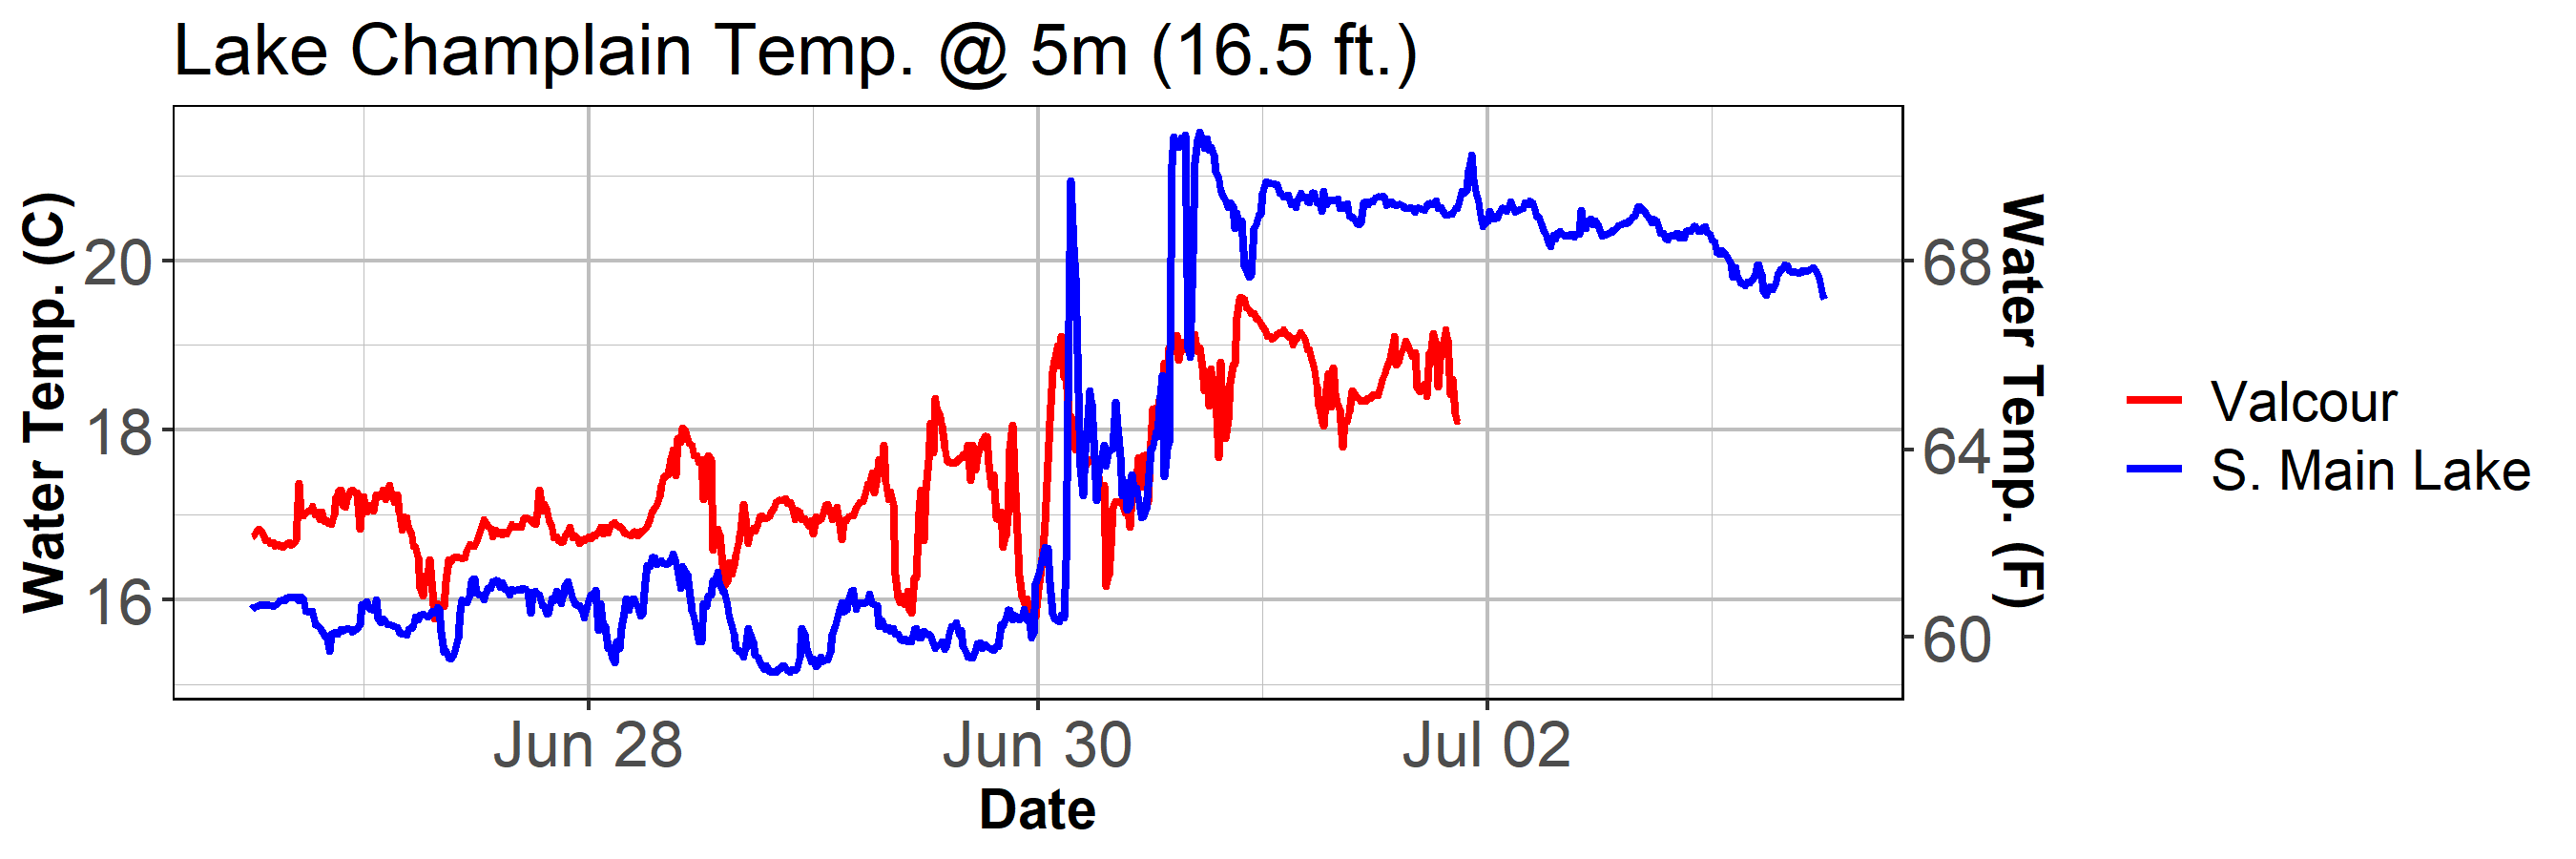 Lake Champlain Temp. @ 5m (16.5 ft.)
Water Temp. (C)
20
18
16
68
64
60
Water Temp. (F)
Jun 28
Jun 30
Jul 02
Date
Valcour
S. Main Lake